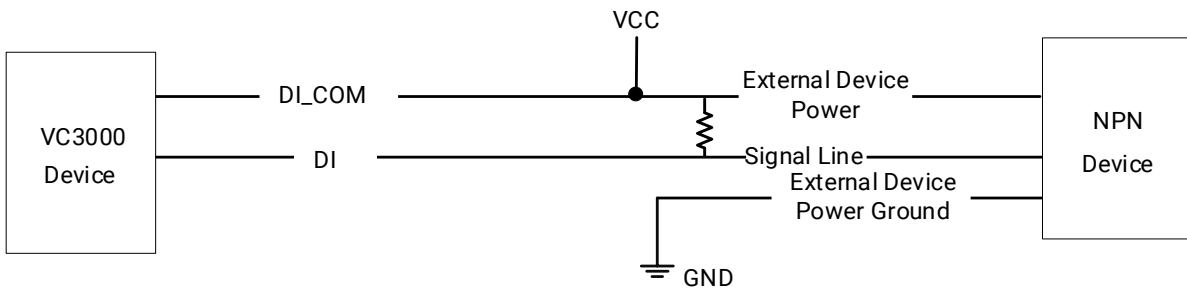 VCC
VC3000
Device
DI_COM
DI
External Device
Power
Signal Line
External Device
Power Ground
GND
NPN
Device